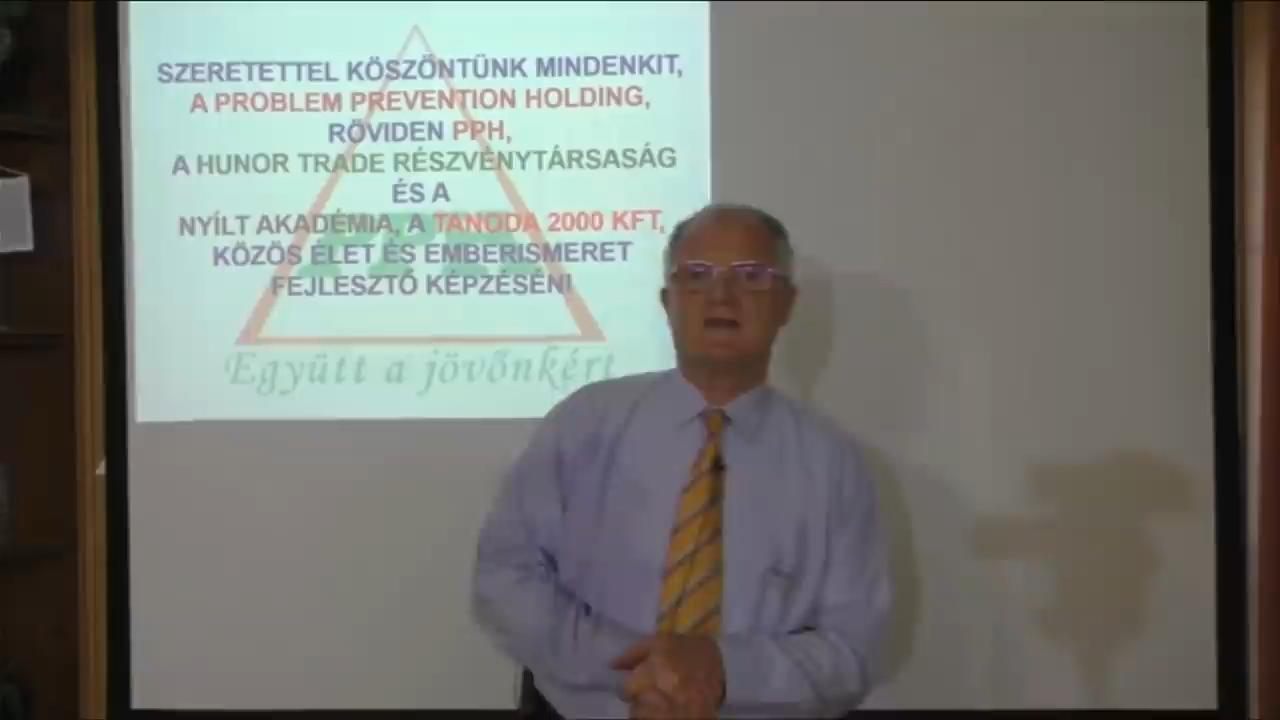 SZERETETTEL KÖSZÖNTÜNK MINDENKIT,
A PROBLEM PREVENTION HOLDING,
RÖVIDEN PPH,
A HUNOR TRADE RÉSZVÉNYTÁRSASÁG
ÉS A
NYÍLT AKADÉMIA, A TANODA 2000 KFT,
KÖZÖS ÉLET ÉS EMBERISMERET
FEJLESZTŐ KÉPZÉSÉN!
PPH
Együtt a jövőnkért